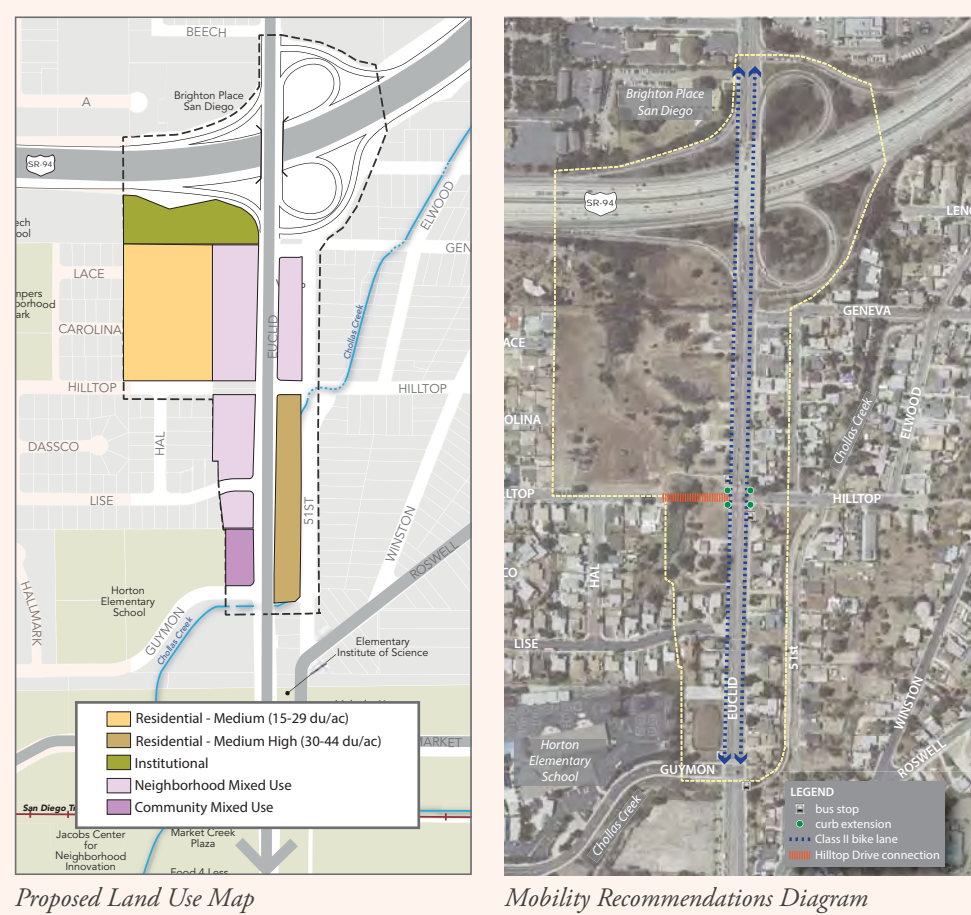 BEECH
A
Brighton Place
San Diego
SR-94
ELWOOD
ech
ool
GEN
LACE
mpers
borhood
ark
CAROLINA
EUCLID
Chollas Creek
HILLTOP
HILLTOP
HAL
DASSCO
LISE
51ST
WINSTON
ROSWELL
HALLMARK
Horton
Elementary
School
GUYMON
Chollas Creek
Elementary
Institute of Science
Residential - Medium (15-29 du/ac)
Residential - Medium High (30-44 du/ac)
Institutional
Neighborhood Mixed Use
Community Mixed Use
MARKET
San Diego Tr
Jacobs Center
for
Neighborhood
Innovation
Market Creek
Plaza
Food 4 Less
Proposed Land Use Map
Brighton Place
San Diego
SR-94
LENO
GENEVA
ACE
OLINA
Chollas Creek
ELWOOD
LTOP
HILLTOP
CO
HAL
LISE
51st
EUCLID
WINSTON
Horton
Elementary
School
GUYMON
ROSWELL
Chollas Creek
LEGEND
bus stop
curb extension
Class II bike lane
Hilltop Drive connection
Mobility Recommendations Diagram